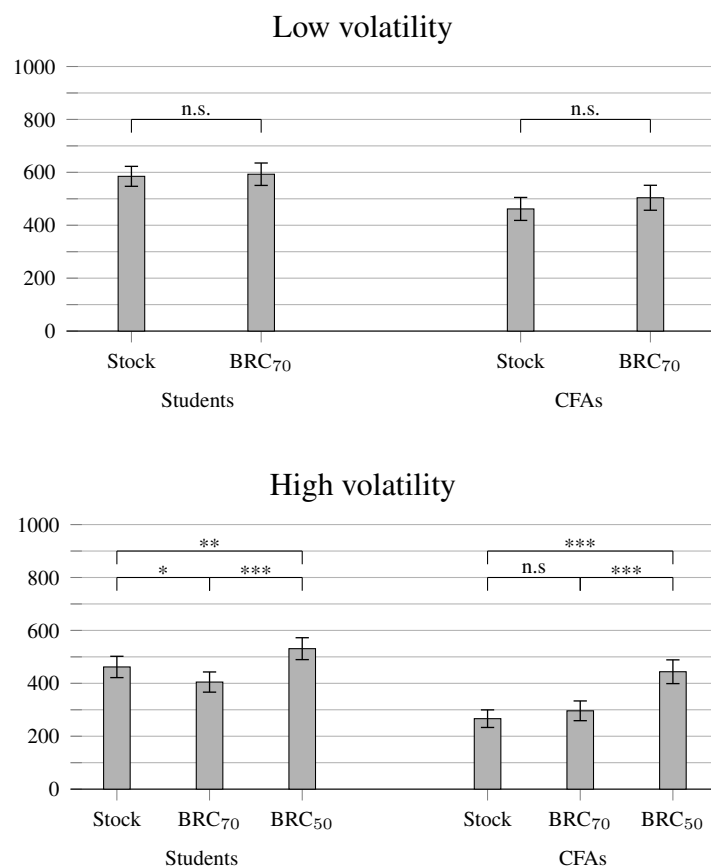 Low volatility
1000
800
600
400
200
0
n.s.
n.s.
Stock BRC₇₀ Stock BRC₇₀
Students CFAs
High volatility
1000
800
600
400
200
0
** ***
* *** n.s ***
Stock BRC₇₀ BRC₅₀ Stock BRC₇₀ BRC₅₀
Students CFAs